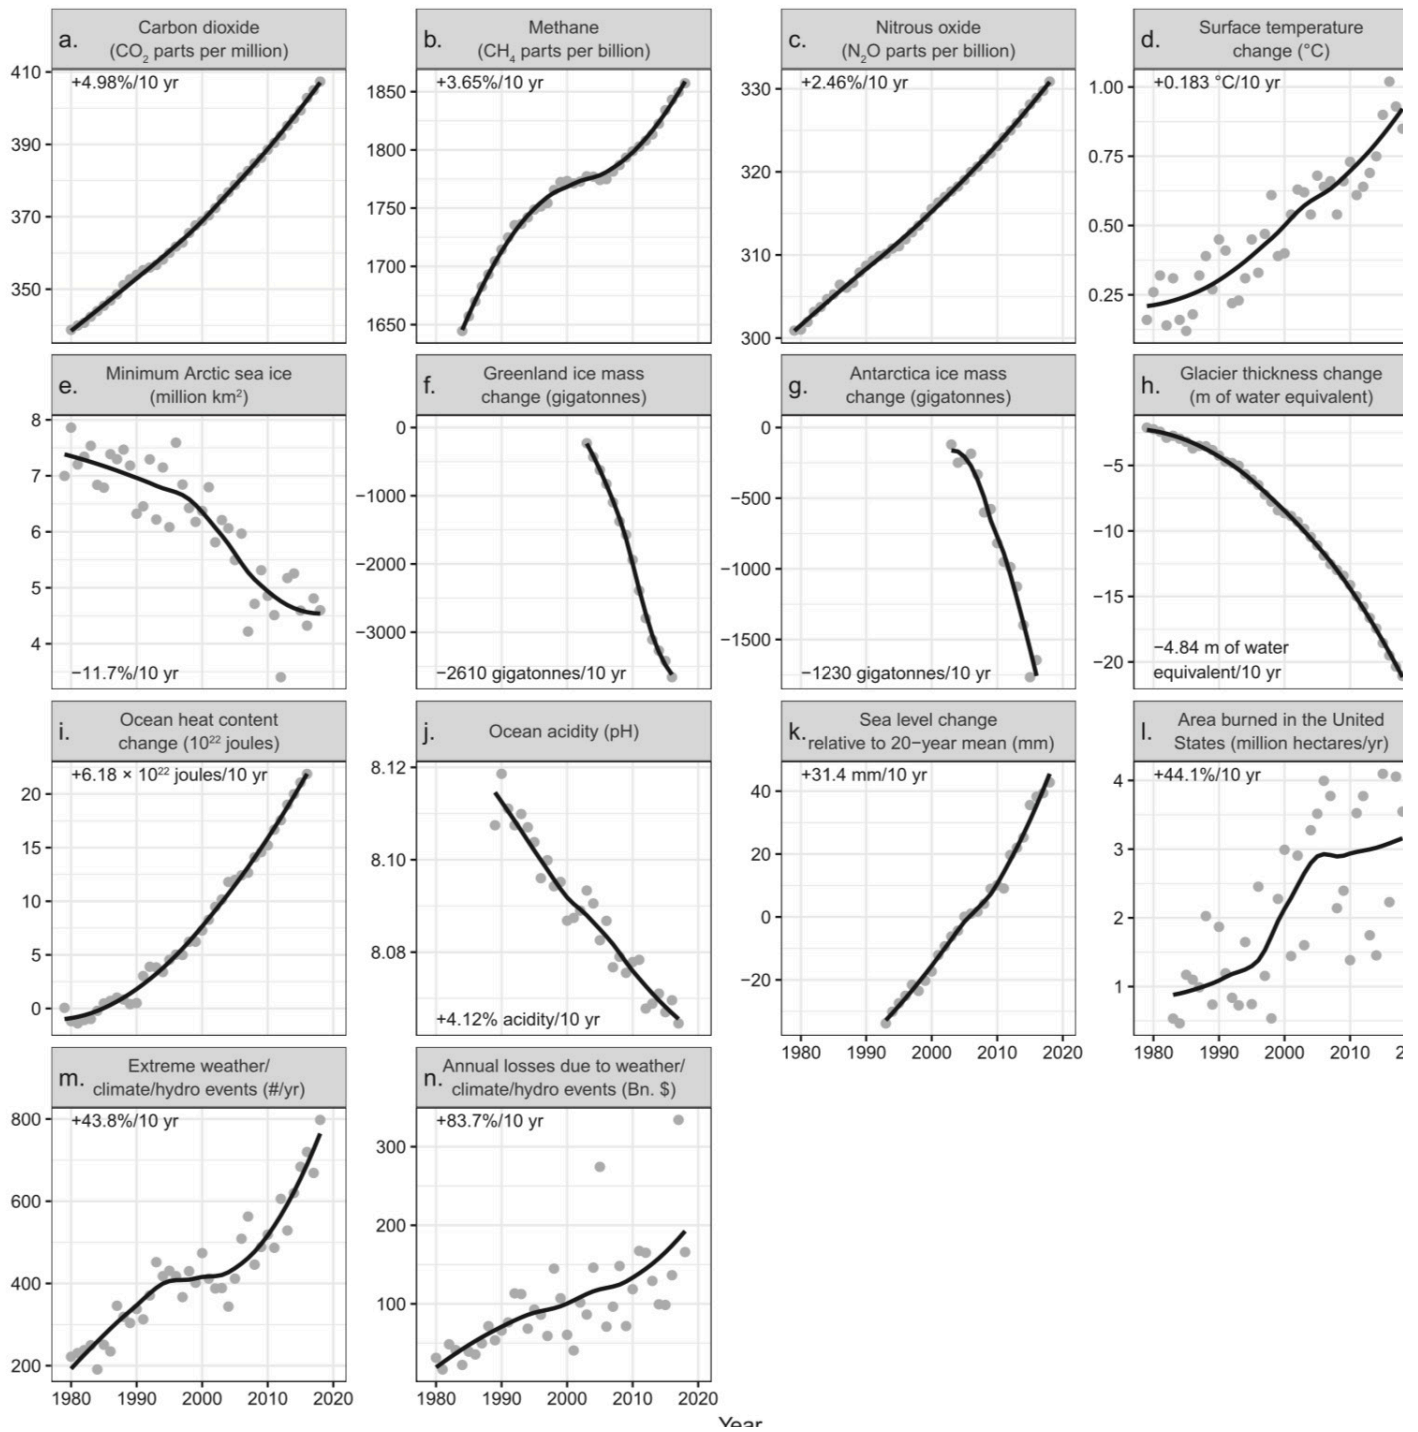 a. Carbon dioxide
(CO₂ parts per million)
+4.98%/10 yr
410
390
370
350
b. Methane
(CH₄ parts per billion)
+3.65%/10 yr
1850
1800
1750
1700
1650
c. Nitrous oxide
(N₂O parts per billion)
+2.46%/10 yr
330
320
310
300
d. Surface temperature
change (°C)
+0.183 °C/10 yr
1.00
0.75
0.50
0.25
e. Minimum Arctic sea ice
(million km²)
8
7
6
5
4
−11.7%/10 yr
f. Greenland ice mass
change (gigatonnes)
0
−1000
−2000
−3000
−2610 gigatonnes/10 yr
g. Antarctica ice mass
change (gigatonnes)
0
−500
−1000
−1500
−1230 gigatonnes/10 yr
h. Glacier thickness change
(m of water equivalent)
−5
−10
−15
−20
−4.84 m of water
equivalent/10 yr
i. Ocean heat content
change (10²² joules)
+6.18 × 10²² joules/10 yr
20
15
10
5
0
j. Ocean acidity (pH)
8.12
8.10
8.08
+4.12% acidity/10 yr
k. Sea level change
relative to 20−year mean (mm)
+31.4 mm/10 yr
40
20
0
−20
1980 1990 2000 2010 2020
l. Area burned in the United
States (million hectares/yr)
+44.1%/10 yr
4
3
2
1
1980 1990 2000 2010
m. Extreme weather/
climate/hydro events (#/yr)
+43.8%/10 yr
800
600
400
200
1980 1990 2000 2010 2020
n. Annual losses due to weather/
climate/hydro events (Bn. $)
+83.7%/10 yr
300
200
100
1980 1990 2000 2010 2020
Year